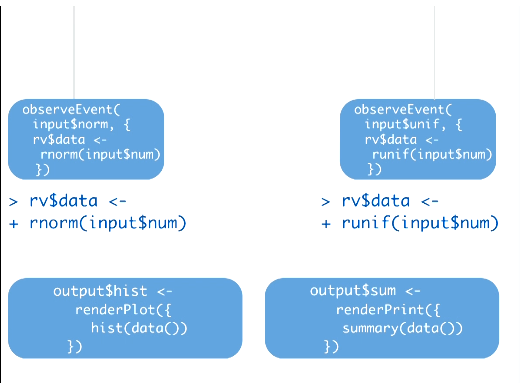 observeEvent(
input$norm, {
rv$data <-
rnorm(input$num)
})
> rv$data <-
+ rnorm(input$num)
observeEvent(
input$unif, {
rv$data <-
runif(input$num)
})
> rv$data <-
+ runif(input$num)
output$hist <-
renderPlot({
hist(data())
})
output$sum <-
renderPrint({
summary(data())
})